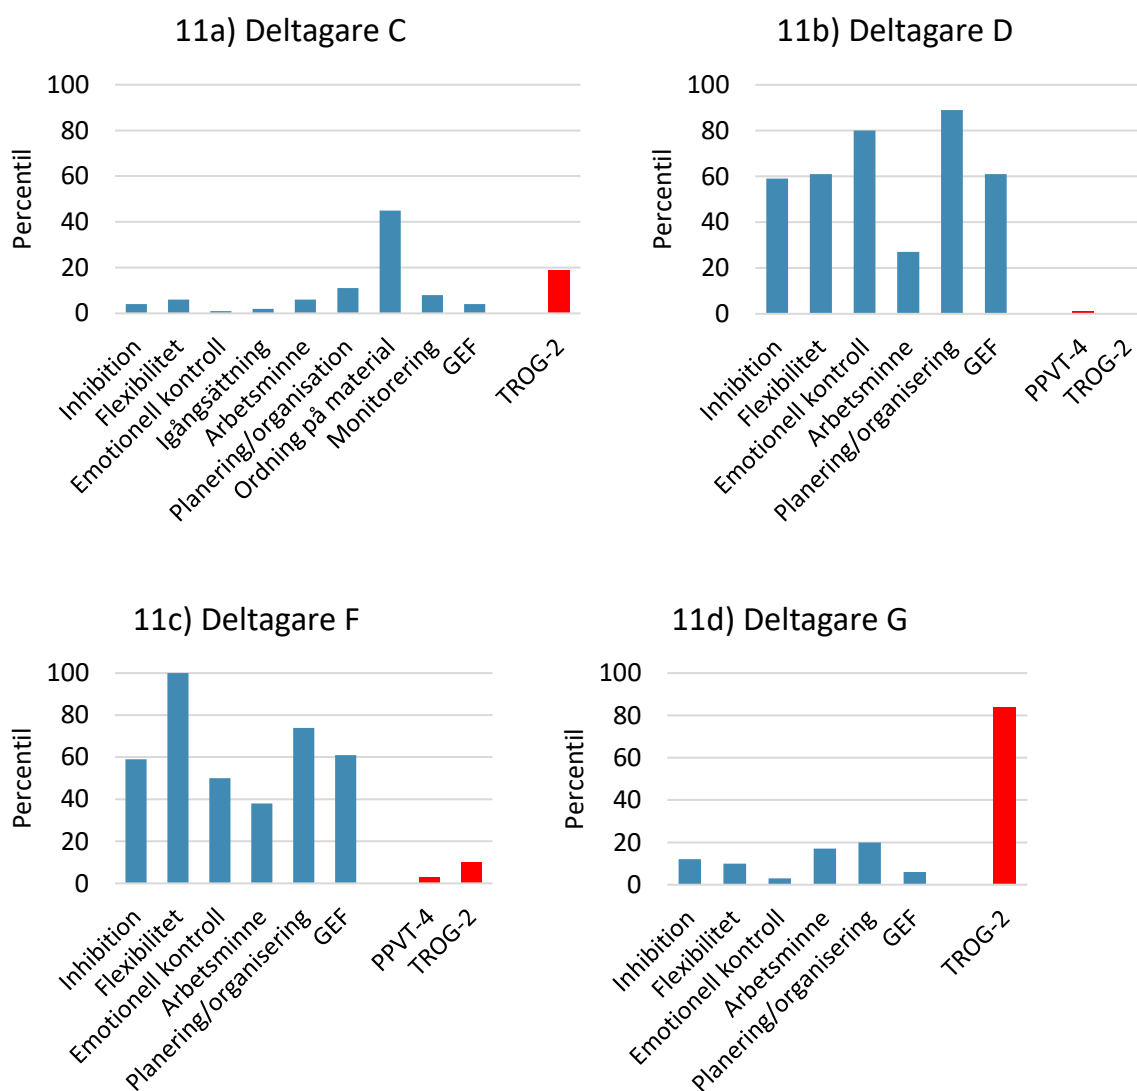 11a) Deltagare C
Percentil
100
80
60
40
20
0
Inhibition
Flexibilitet
Emotionell kontroll
Igångsättning
Arbetsminne
Planering/organisation
Ordning på material
Monitorering
GEF
TROG-2
11b) Deltagare D
Percentil
100
80
60
40
20
0
Inhibition
Flexibilitet
Emotionell kontroll
Arbetsminne
Planering/organisering
GEF
PPVT-4
TROG-2
11c) Deltagare F
Percentil
100
80
60
40
20
0
Inhibition
Flexibilitet
Emotionell kontroll
Arbetsminne
Planering/organisering
GEF
PPVT-4
TROG-2
11d) Deltagare G
Percentil
100
80
60
40
20
0
Inhibition
Flexibilitet
Emotionell kontroll
Arbetsminne
Planering/organisering
GEF
TROG-2